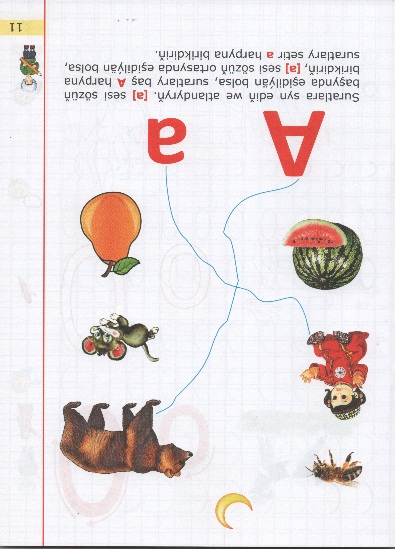 Suratlara syn ediň we atlandyryň. [a] sesi sözüň
başynda eşidilýän bolsa, suratlary baş A harpyna
birikdiriň, [a] sesi sözüň ortasynda eşidilýän bolsa,
suratlary setir a harpyna birikdiriň.
A a
11